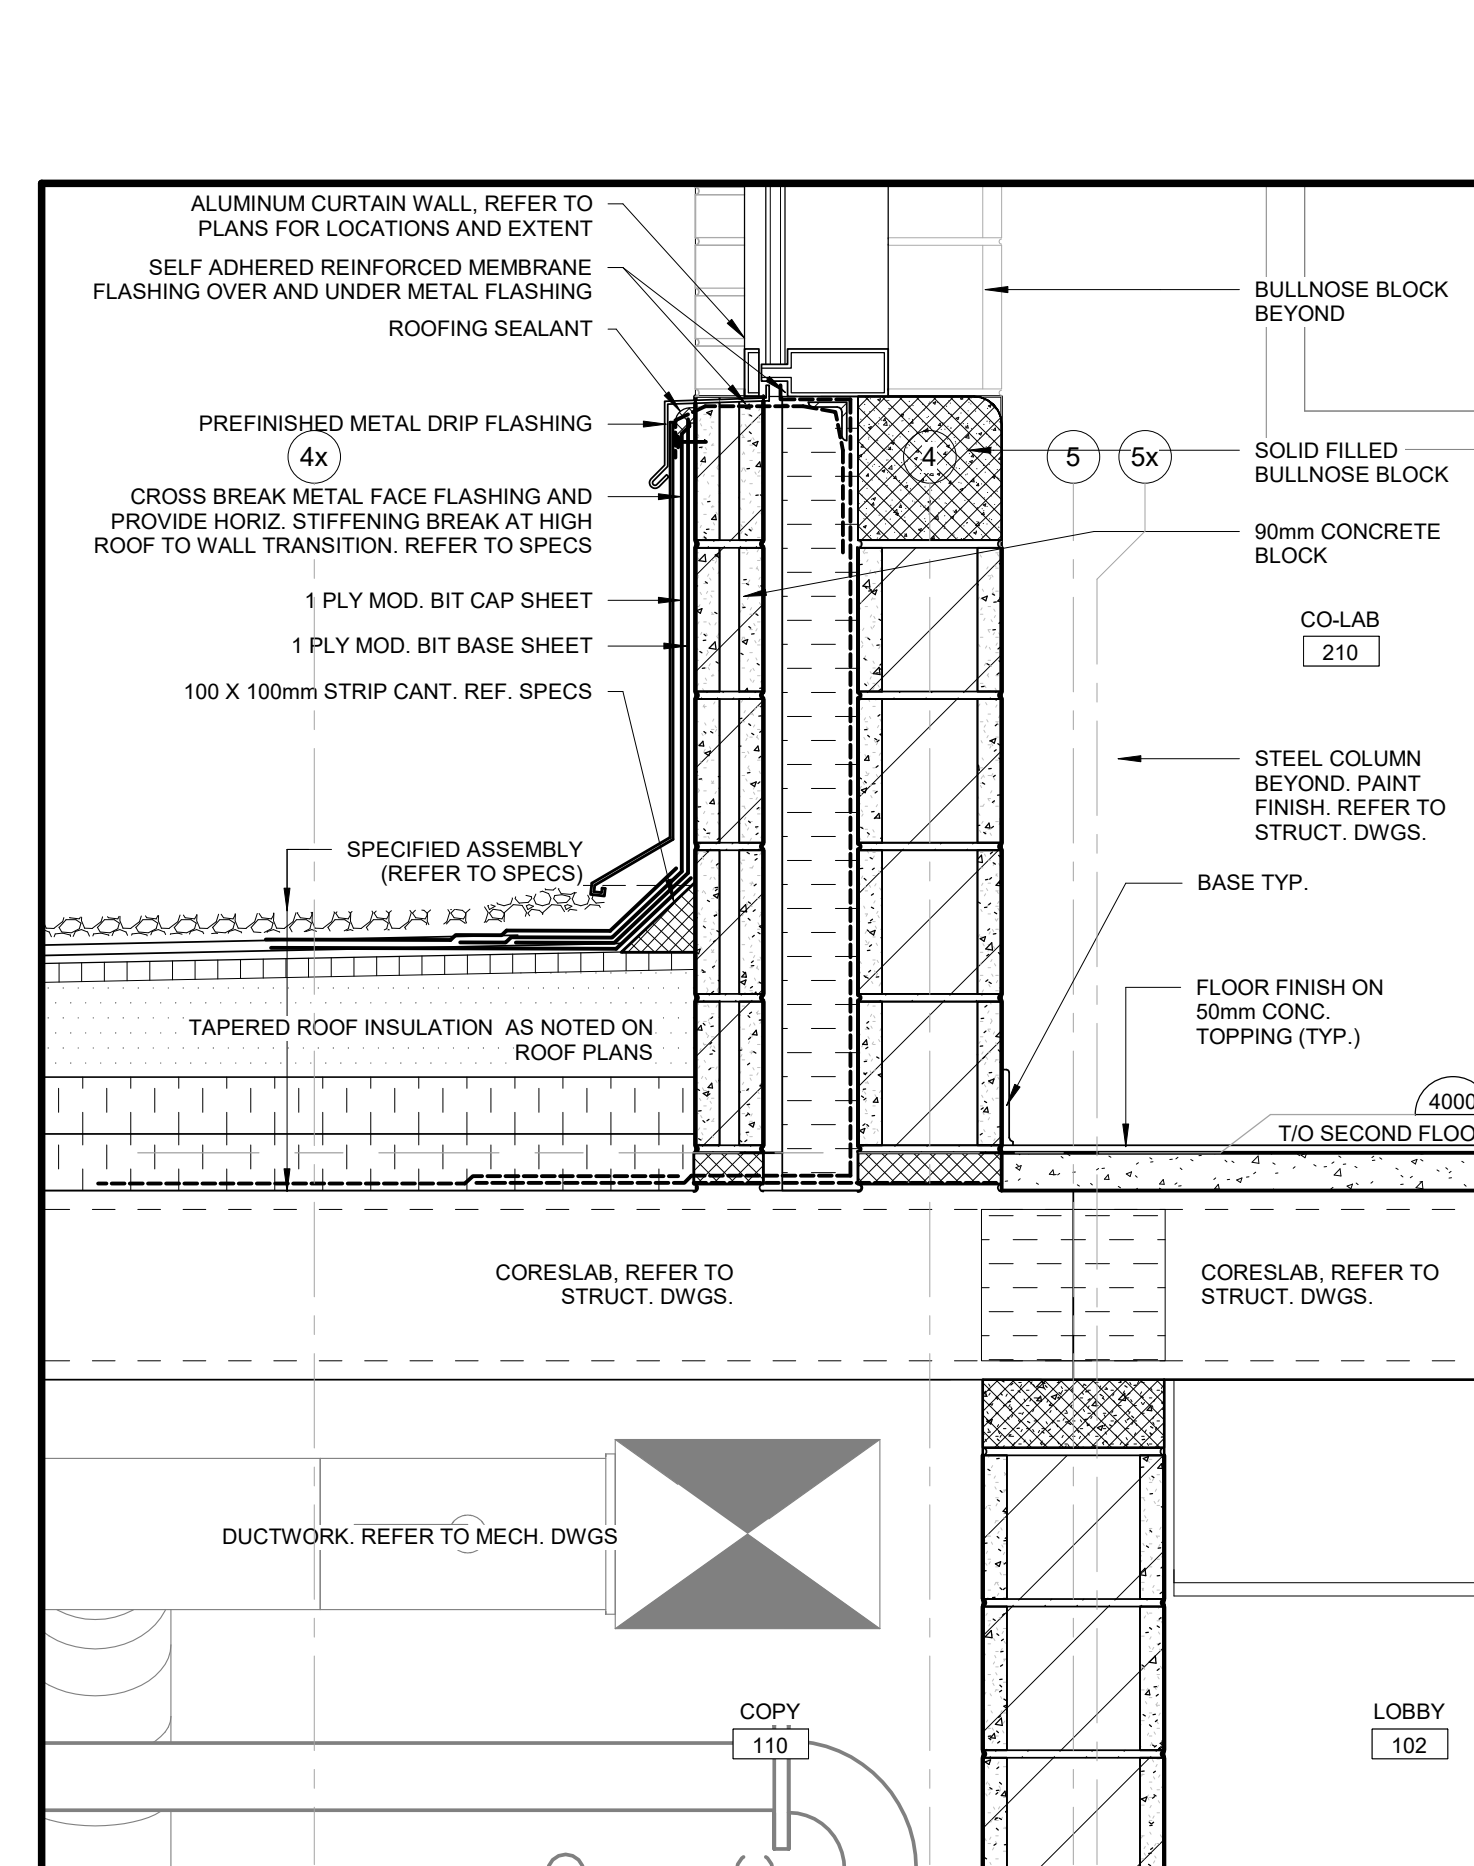 ALUMINUM CURTAIN WALL, REFER TO
PLANS FOR LOCATIONS AND EXTENT
SELF ADHERED REINFORCED MEMBRANE
FLASHING OVER AND UNDER METAL FLASHING
ROOFING SEALANT
PREFINISHED METAL DRIP FLASHING
4x
CROSS BREAK METAL FACE FLASHING AND
PROVIDE HORIZ. STIFFENING BREAK AT HIGH
ROOF TO WALL TRANSITION. REFER TO SPECS
1 PLY MOD. BIT CAP SHEET
1 PLY MOD. BIT BASE SHEET
100 X 100mm STRIP CANT. REF. SPECS
SPECIFIED ASSEMBLY
(REFER TO SPECS)
TAPERED ROOF INSULATION AS NOTED ON
ROOF PLANS
BULLNOSE BLOCK
BEYOND
4
5
5x
SOLID FILLED
BULLNOSE BLOCK
90mm CONCRETE
BLOCK
CO-LAB
210
STEEL COLUMN
BEYOND. PAINT
FINISH. REFER TO
STRUCT. DWGS.
BASE TYP.
FLOOR FINISH ON
50mm CONC.
TOPPING (TYP.)
4000
T/O SECOND FLOO
CORESLAB, REFER TO
STRUCT. DWGS.
CORESLAB, REFER TO
STRUCT. DWGS.
DUCTWORK. REFER TO MECH. DWGS
COPY
110
LOBBY
102